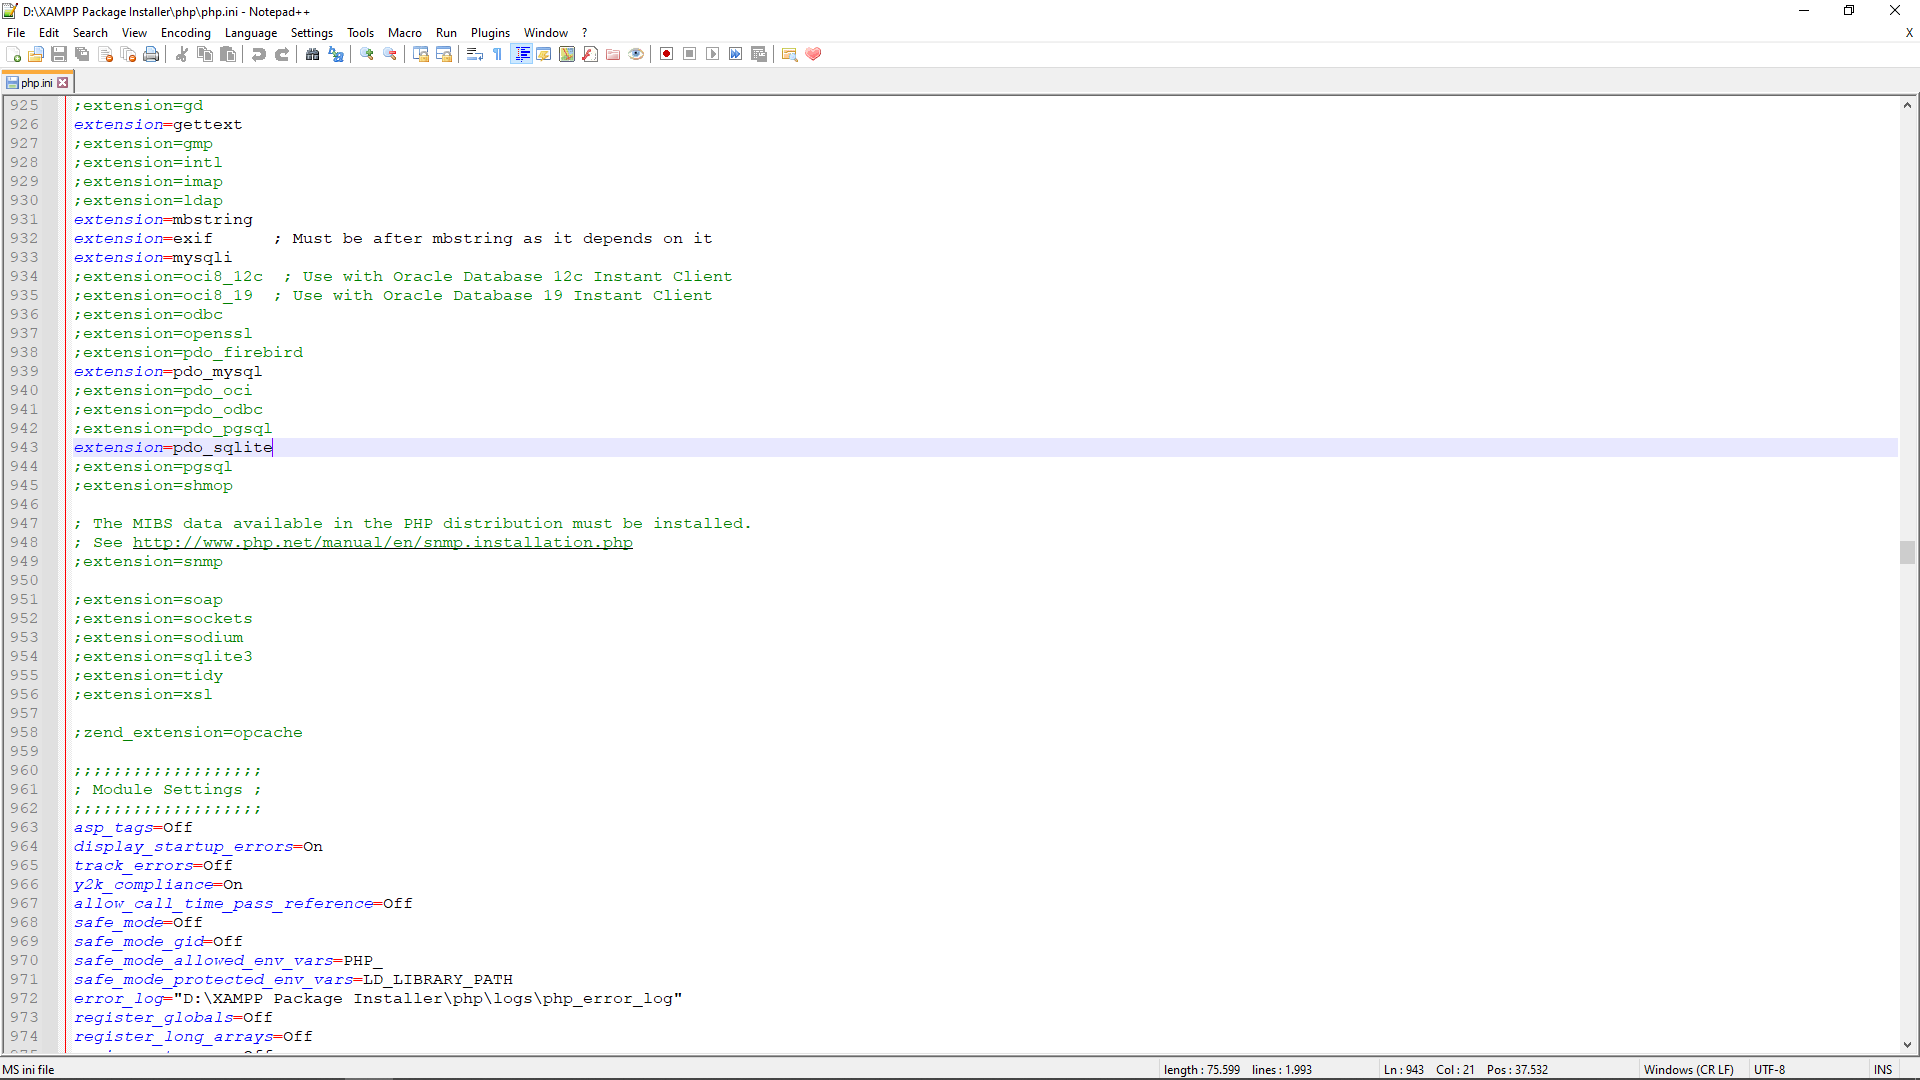 D:\XAMPP Package Installer\php\php.ini - Notepad++
File Edit Search View Encoding Language Settings Tools Macro Run Plugins Window ? X
php.ini
925 ;extension=gd
926 extension=gettext
927 ;extension=gmp
928 ;extension=intl
929 ;extension=imap
930 ;extension=ldap
931 extension=mbstring
932 extension=exif      ; Must be after mbstring as it depends on it
933 extension=mysqli
934 ;extension=oci8_12c  ; Use with Oracle Database 12c Instant Client
935 ;extension=oci8_19  ; Use with Oracle Database 19 Instant Client
936 ;extension=odbc
937 ;extension=openssl
938 ;extension=pdo_firebird
939 extension=pdo_mysql
940 ;extension=pdo_oci
941 ;extension=pdo_odbc
942 ;extension=pdo_pgsql
943 extension=pdo_sqlite
944 ;extension=pgsql
945 ;extension=shmop
946
947 ; The MIBS data available in the PHP distribution must be installed.
948 ; See http://www.php.net/manual/en/snmp.installation.php
949 ;extension=snmp
950
951 ;extension=soap
952 ;extension=sockets
953 ;extension=sodium
954 ;extension=sqlite3
955 ;extension=tidy
956 ;extension=xsl
957
958 ;zend_extension=opcache
959
960 ;;;;;;;;;;;;;;;;;;;
961 ; Module Settings ;
962 ;;;;;;;;;;;;;;;;;;;
963 asp_tags=Off
964 display_startup_errors=On
965 track_errors=Off
966 y2k_compliance=On
967 allow_call_time_pass_reference=Off
968 safe_mode=Off
969 safe_mode_gid=Off
970 safe_mode_allowed_env_vars=PHP_
971 safe_mode_protected_env_vars=LD_LIBRARY_PATH
972 error_log="D:\XAMPP Package Installer\php\logs\php_error_log"
973 register_globals=Off
974 register_long_arrays=Off
MS ini file length : 75.599 lines : 1.993 Ln : 943 Col : 21 Pos : 37.532 Windows (CR LF) UTF-8 INS